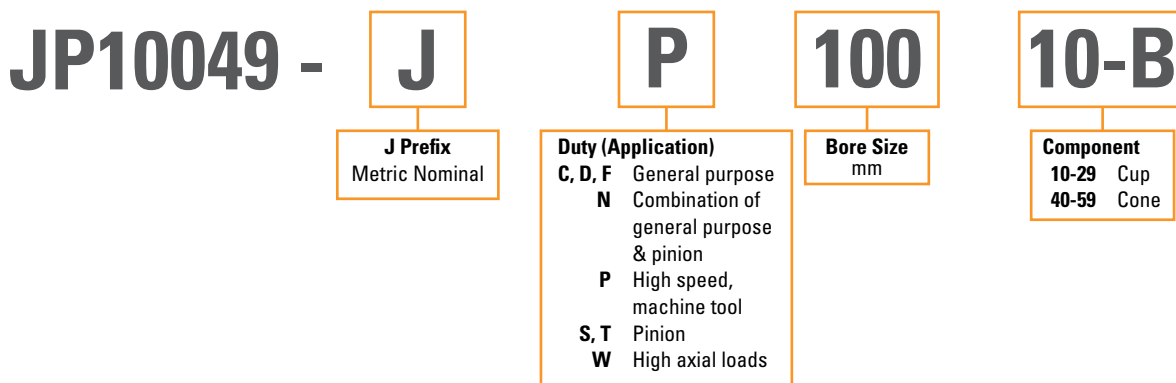 JP10049 - J P 100 10-B
J Prefix
Metric Nominal
Duty (Application)
C, D, F General purpose
N Combination of
general purpose
& pinion
P High speed,
machine tool
S, T Pinion
W High axial loads
Bore Size
mm
Component
10-29 Cup
40-59 Cone